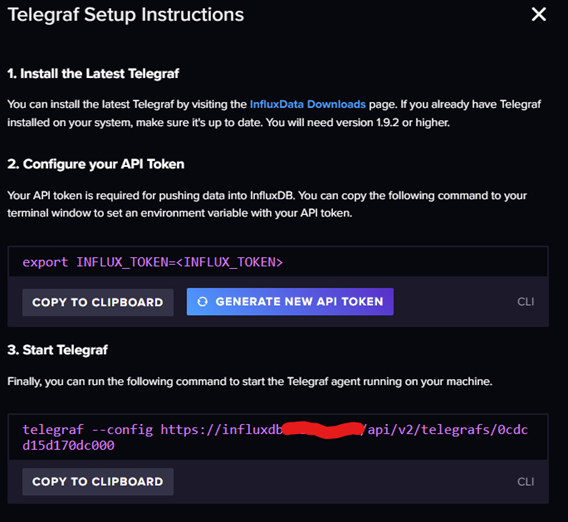 Telegraf Setup Instructions
1. Install the Latest Telegraf
You can install the latest Telegraf by visiting the InfluxData Downloads page. If you already have Telegraf
installed on your system, make sure it's up to date. You will need version 1.9.2 or higher.
2. Configure your API Token
Your API token is required for pushing data into InfluxDB. You can copy the following command to your
terminal window to set an environment variable with your API token.
export INFLUX_TOKEN=<INFLUX_TOKEN>
COPY TO CLIPBOARD GENERATE NEW API TOKEN CLI
3. Start Telegraf
Finally, you can run the following command to start the Telegraf agent running on your machine.
telegraf --config https://influxdb /api/v2/telegrafs/0cdc
d15d170dc000
COPY TO CLIPBOARD CLI